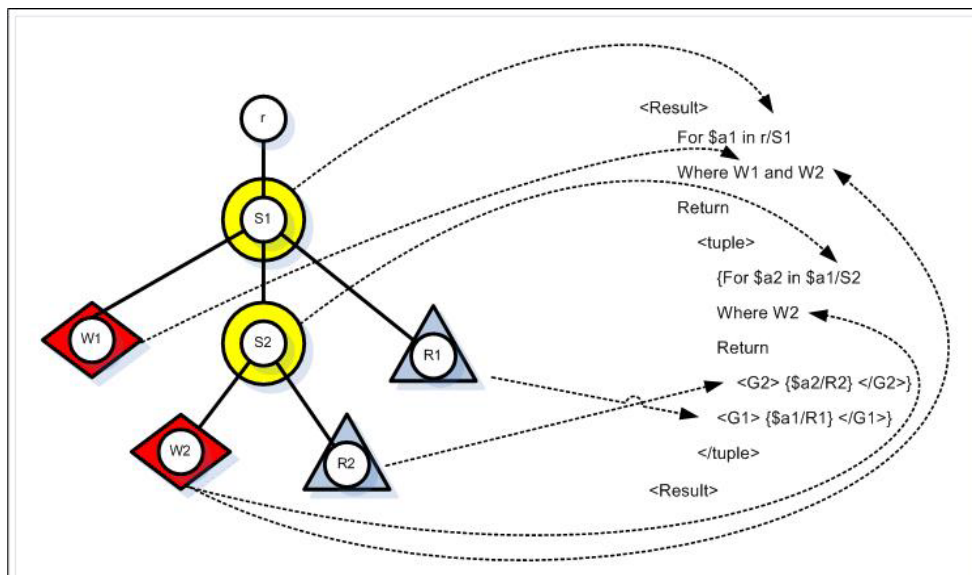 r
S1
W1
S2
R1
W2
R2
<Result>
For $a1 in r/S1
Where W1 and W2
Return
<tuple>
{For $a2 in $a1/S2
Where W2
Return
<G2> {$a2/R2} </G2>}
<G1> {$a1/R1} </G1>}
</tuple>
<Result>